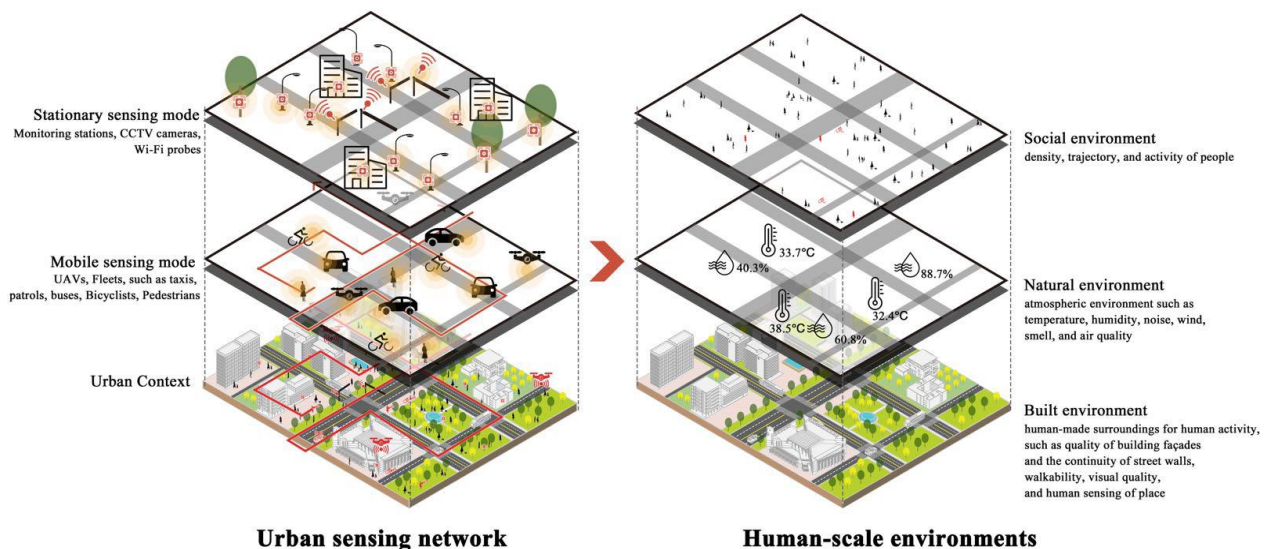 Stationary sensing mode
Monitoring stations, CCTV cameras,
Wi-Fi probes
Mobile sensing mode
UAVs, Fleets, such as taxis,
patrols, buses, Bicyclists, Pedestrians
Urban Context
Urban sensing network
33.7°C
40.3%
88.7%
32.4°C
38.5°C
60.8%
Social environment
density, trajectory, and activity of people
Natural environment
atmospheric environment such as
temperature, humidity, noise, wind,
smell, and air quality
Built environment
human-made surroundings for human activity,
such as quality of building façades
and the continuity of street walls,
walkability, visual quality,
and human sensing of place
Human-scale environments